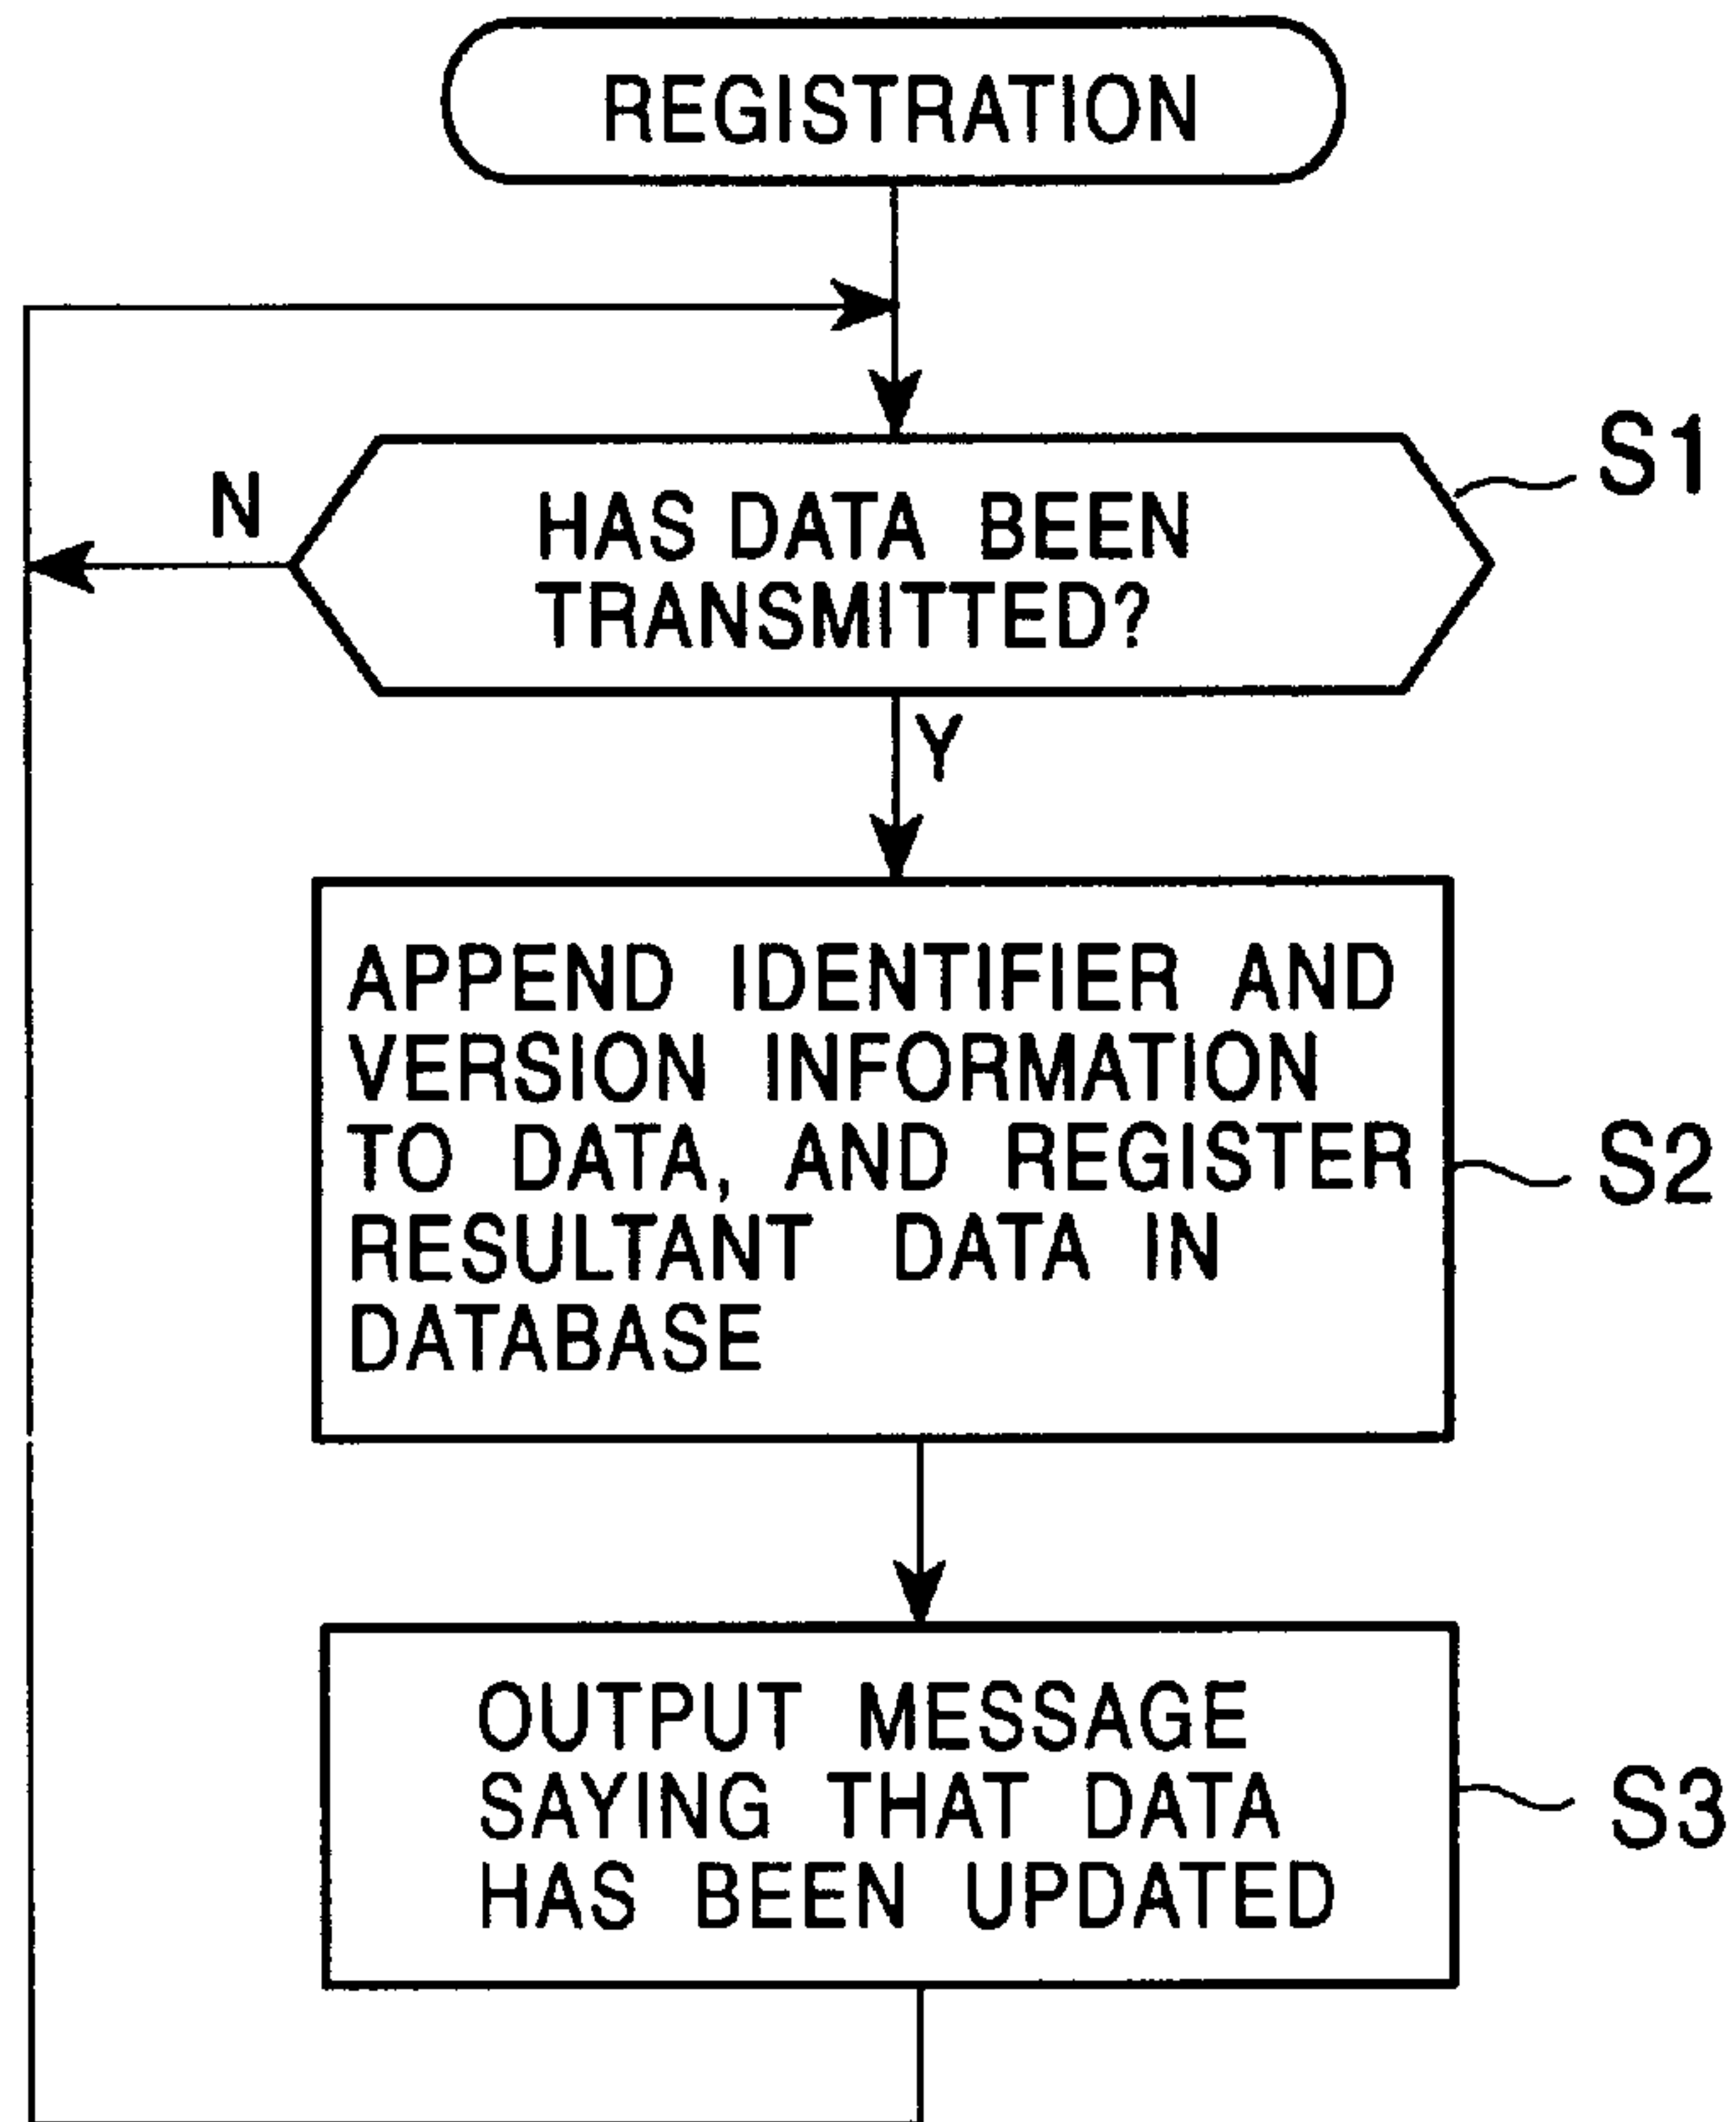 REGISTRATION
S1
N
HAS DATA BEEN
TRANSMITTED?
Y
APPEND IDENTIFIER AND
VERSION INFORMATION
TO DATA, AND REGISTER
S2
RESULTANT DATA IN
DATABASE
OUTPUT MESSAGE
SAYING THAT DATA
S3
HAS BEEN UPDATED